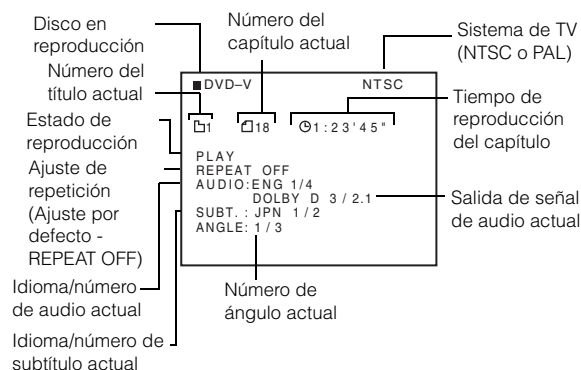 Disco en
reproducción
Número del
capítulo actual
Sistema de TV
(NTSC o PAL)
Número del
título actual
DVD–V
NTSC
1
18
1:23'45"
Tiempo de
reproducción
del capítulo
Estado de
reproducción
PLAY
REPEAT OFF
AUDIO:ENG 1/4
DOLBY D 3/2.1
SUBT. : JPN 1/2
ANGLE: 1/3
Ajuste de
repetición
(Ajuste por
defecto -
REPEAT OFF)
Salida de señal
de audio actual
Idioma/número
de audio actual
Número de
ángulo actual
Idioma/número de
subtítulo actual